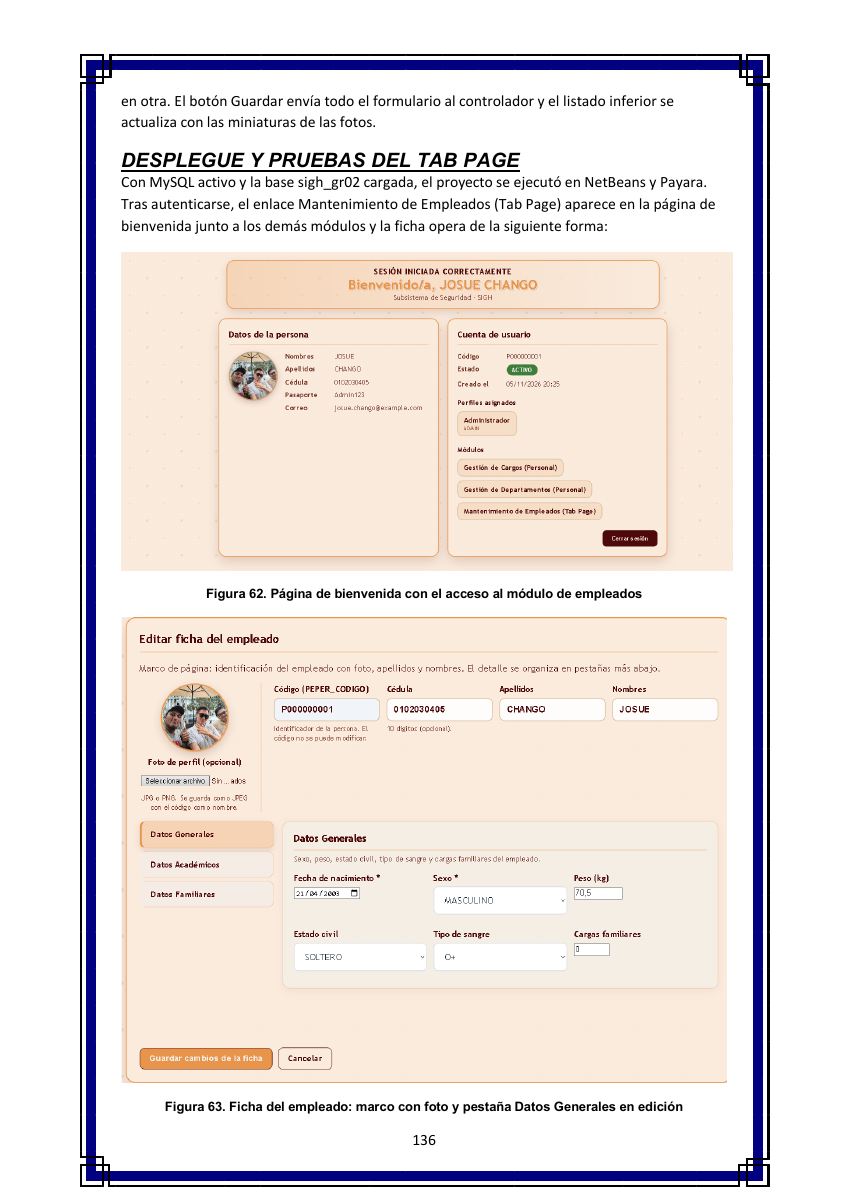 en otra. El botón Guardar envía todo el formulario al controlador y el listado inferior se
actualiza con las miniaturas de las fotos.
DESPLEGUE Y PRUEBAS DEL TAB PAGE
Con MySQL activo y la base sigh_gr02 cargada, el proyecto se ejecutó en NetBeans y Payara.
Tras autenticarse, el enlace Mantenimiento de Empleados (Tab Page) aparece en la página de
bienvenida junto a los demás módulos y la ficha opera de la siguiente forma:
SESIÓN INICIADA CORRECTAMENTE
Bienvenido/a, JOSUE CHANGO
Subsistema de Seguridad · SIGH
Datos de la persona
Nombres JOSUE
Apellidos CHANGO
Cédula 0102030405
Pasaporte Admin123
Correo josue.chango@example.com
Cuenta de usuario
Código P000000001
Estado ACTIVO
Creado el 05/11/2026 20:25
Perfiles asignados
Administrador
ADMIN
Módulos
Gestión de Cargos (Personal)
Gestión de Departamentos (Personal)
Mantenimiento de Empleados (Tab Page)
Cerrar sesión
Figura 62. Página de bienvenida con el acceso al módulo de empleados
Editar ficha del empleado
Marco de página: identificación del empleado con foto, apellidos y nombres. El detalle se organiza en pestañas más abajo.
Foto de perfil (opcional)
Seleccionar archivo Sin ... ados
JPG o PNG. Se guarda como JPEG
con el código como nombre.
Código (PEPER_CODIGO) Cédula Apellidos Nombres
P000000001 0102030405 CHANGO JOSUE
Identificador de la persona. El 10 dígitos (opcional).
código no se puede modificar.
Datos Generales
Datos Académicos
Datos Familiares
Datos Generales
Sexo, peso, estado civil, tipo de sangre y cargas familiares del empleado.
Fecha de nacimiento * Sexo * Peso (kg)
21/04/2003 MASCULINO 70,5
Estado civil Tipo de sangre Cargas familiares
SOLTERO O+ 0
Guardar cambios de la ficha Cancelar
Figura 63. Ficha del empleado: marco con foto y pestaña Datos Generales en edición
136